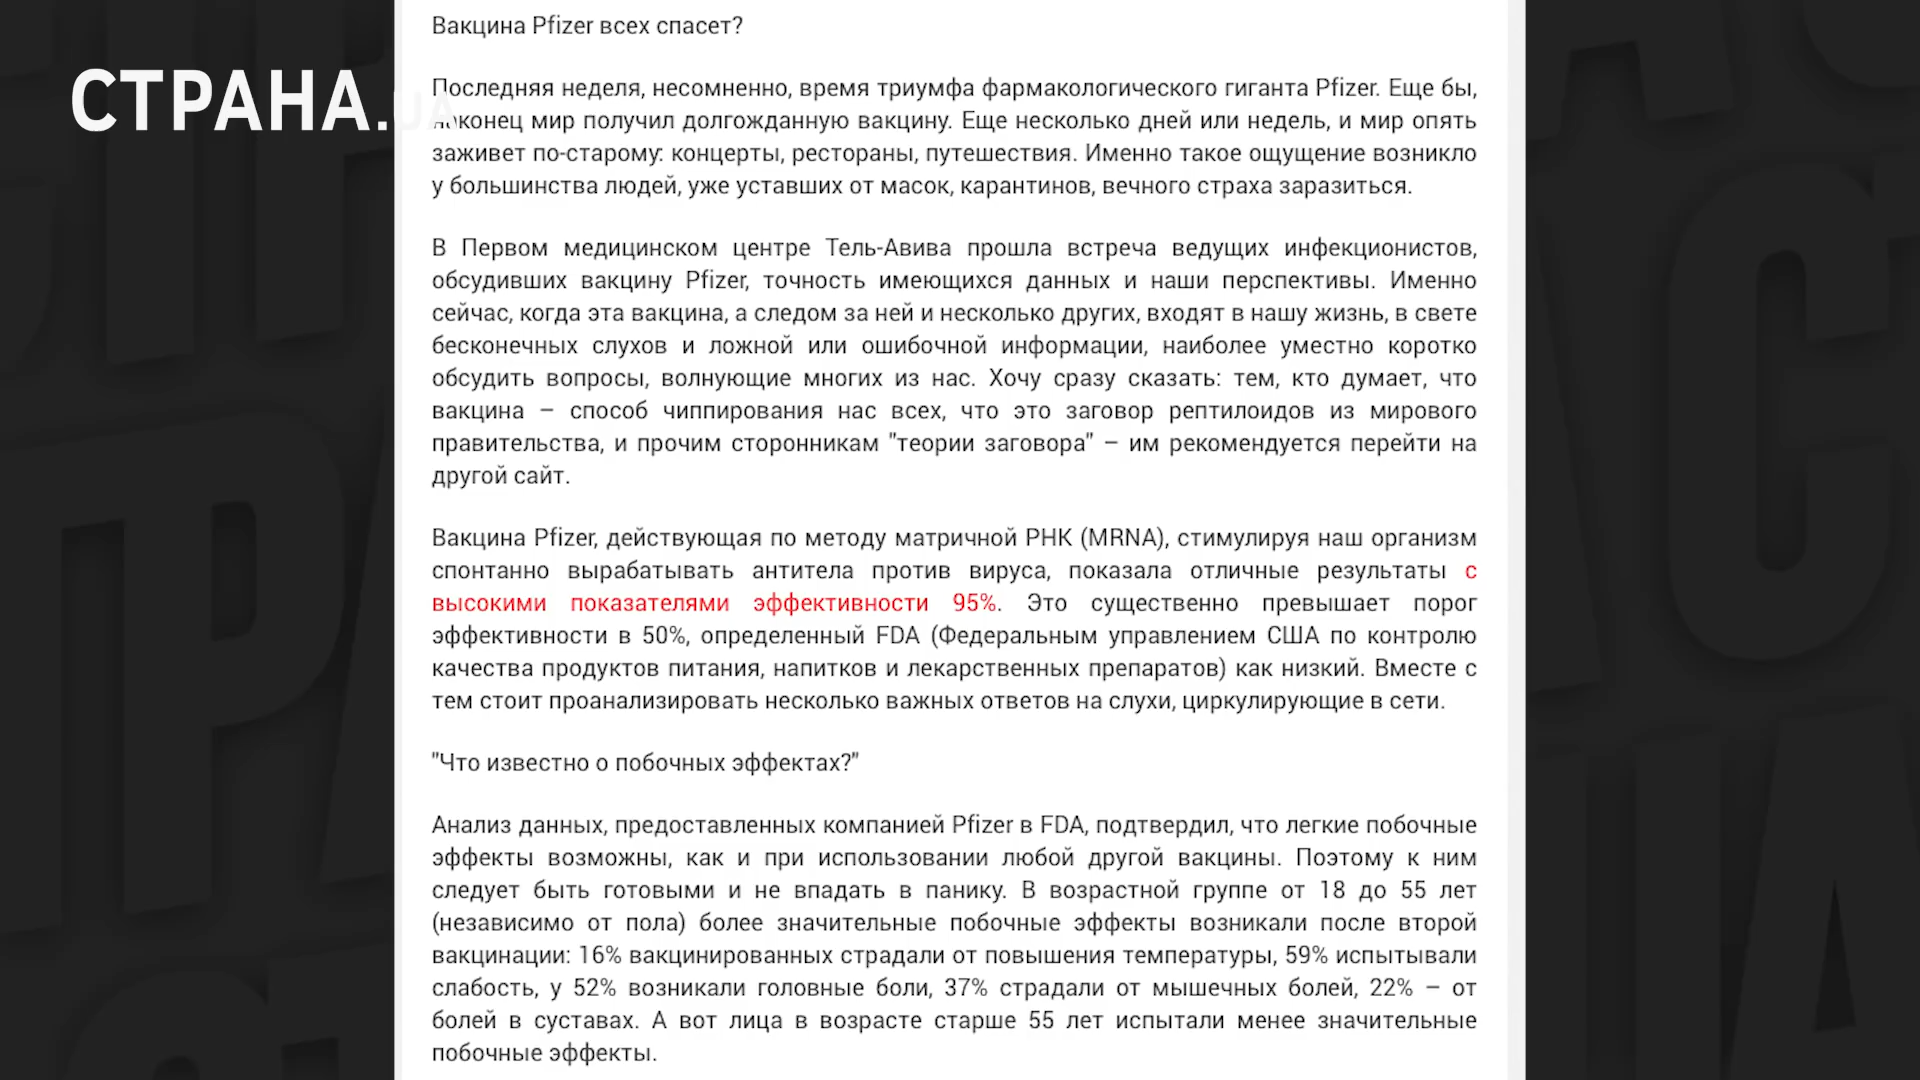 Вакцина Pfizer всех спасет?
СТРАНА.UA
Последняя неделя, несомненно, время триумфа фармакологического гиганта Pfizer. Еще бы,
наконец мир получил долгожданную вакцину. Еще несколько дней или недель, и мир опять
заживет по-старому: концерты, рестораны, путешествия. Именно такое ощущение возникло
у большинства людей, уже уставших от масок, карантинов, вечного страха заразиться.
В Первом медицинском центре Тель-Авива прошла встреча ведущих инфекционистов,
обсудивших вакцину Pfizer, точность имеющихся данных и наши перспективы. Именно
сейчас, когда эта вакцина, а следом за ней и несколько других, входят в нашу жизнь, в свете
бесконечных слухов и ложной или ошибочной информации, наиболее уместно коротко
обсудить вопросы, волнующие многих из нас. Хочу сразу сказать: тем, кто думает, что
вакцина – способ чиппирования нас всех, что это заговор рептилоидов из мирового
правительства, и прочим сторонникам "теории заговора" – им рекомендуется перейти на
другой сайт.
Вакцина Pfizer, действующая по методу матричной РНК (MRNA), стимулируя наш организм
спонтанно вырабатывать антитела против вируса, показала отличные результаты с
высокими показателями эффективности 95%. Это существенно превышает порог
эффективности в 50%, определенный FDA (Федеральным управлением США по контролю
качества продуктов питания, напитков и лекарственных препаратов) как низкий. Вместе с
тем стоит проанализировать несколько важных ответов на слухи, циркулирующие в сети.
"Что известно о побочных эффектах?"
Анализ данных, предоставленных компанией Pfizer в FDA, подтвердил, что легкие побочные
эффекты возможны, как и при использовании любой другой вакцины. Поэтому к ним
следует быть готовыми и не впадать в панику. В возрастной группе от 18 до 55 лет
(независимо от пола) более значительные побочные эффекты возникали после второй
вакцинации: 16% вакцинированных страдали от повышения температуры, 59% испытывали
слабость, у 52% возникали головные боли, 37% страдали от мышечных болей, 22% – от
болей в суставах. А вот лица в возрасте старше 55 лет испытали менее значительные
побочные эффекты.